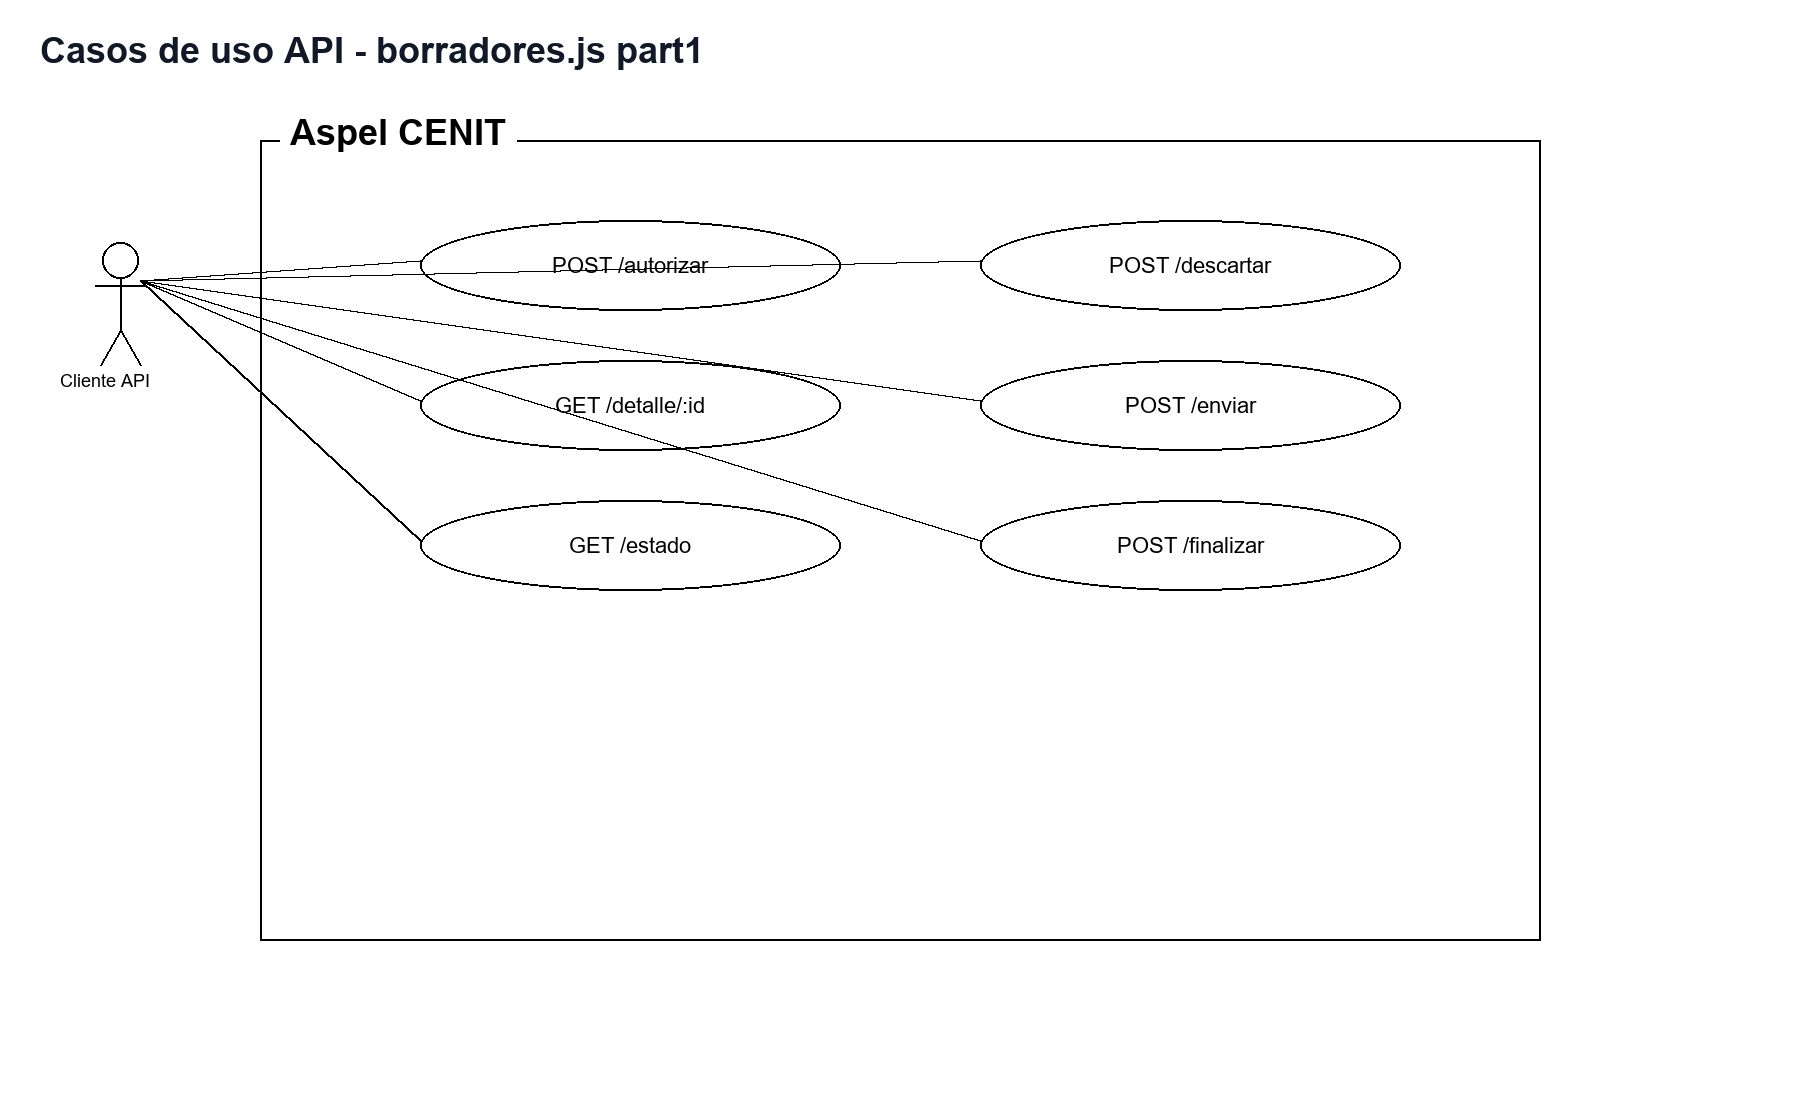 Casos de uso API - borradores.js part1
Aspel CENIT
POST /autorizar
POST /descartar
Cliente API
GET /detalle/:id
POST /enviar
GET /estado
POST /finalizar